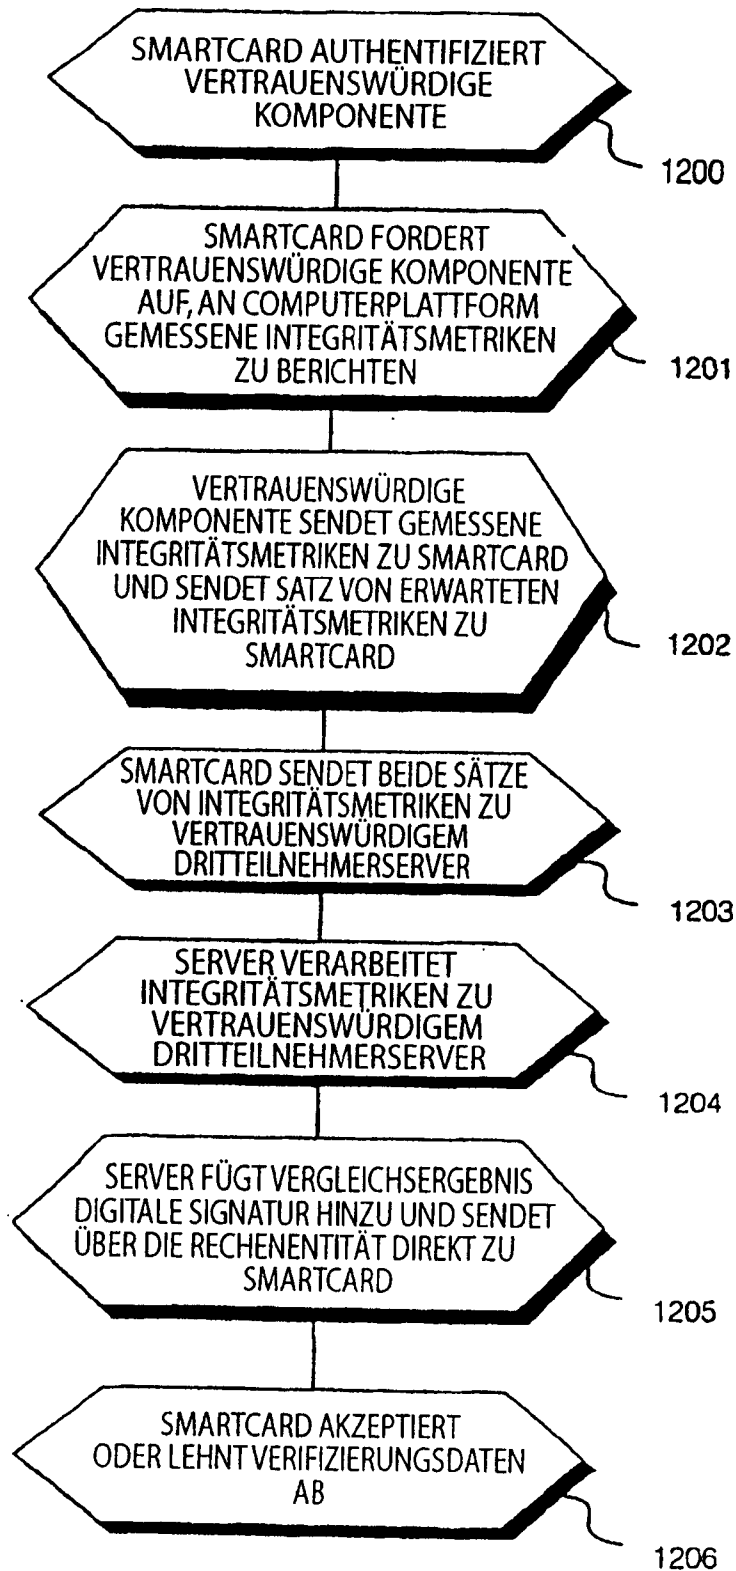 SMARTCARD AUTHENTIFIZIERT
VERTRAUENSWÜRDIGE
KOMPONENTE
1200
SMARTCARD FORDERT
VERTRAUENSWÜRDIGE KOMPONENTE
AUF, AN COMPUTERPLATTFORM
GEMESSENE INTEGRITÄTSMETRIKEN
ZU BERICHTEN
1201
VERTRAUENSWÜRDIGE
KOMPONENTE SENDET GEMESSENE
INTEGRITÄTSMETRIKEN ZU SMARTCARD
UND SENDET SATZ VON ERWARTETEN
INTEGRITÄTSMETRIKEN ZU
SMARTCARD
1202
SMARTCARD SENDET BEIDE SÄTZE
VON INTEGRITÄTSMETRIKEN ZU
VERTRAUENSWÜRDIGEM
DRITTEILNEHMERSERVER
1203
SERVER VERARBEITET
INTEGRITÄTSMETRIKEN ZU
VERTRAUENSWÜRDIGEM
DRITTEILNEHMERSERVER
1204
SERVER FÜGT VERGLEICHSERGEBNIS
DIGITALE SIGNATUR HINZU UND SENDET
ÜBER DIE RECHENENTITÄT DIREKT ZU
SMARTCARD
1205
SMARTCARD AKZEPTIERT
ODER LEHNT VERIFIZIERUNGSDATEN
AB
1206